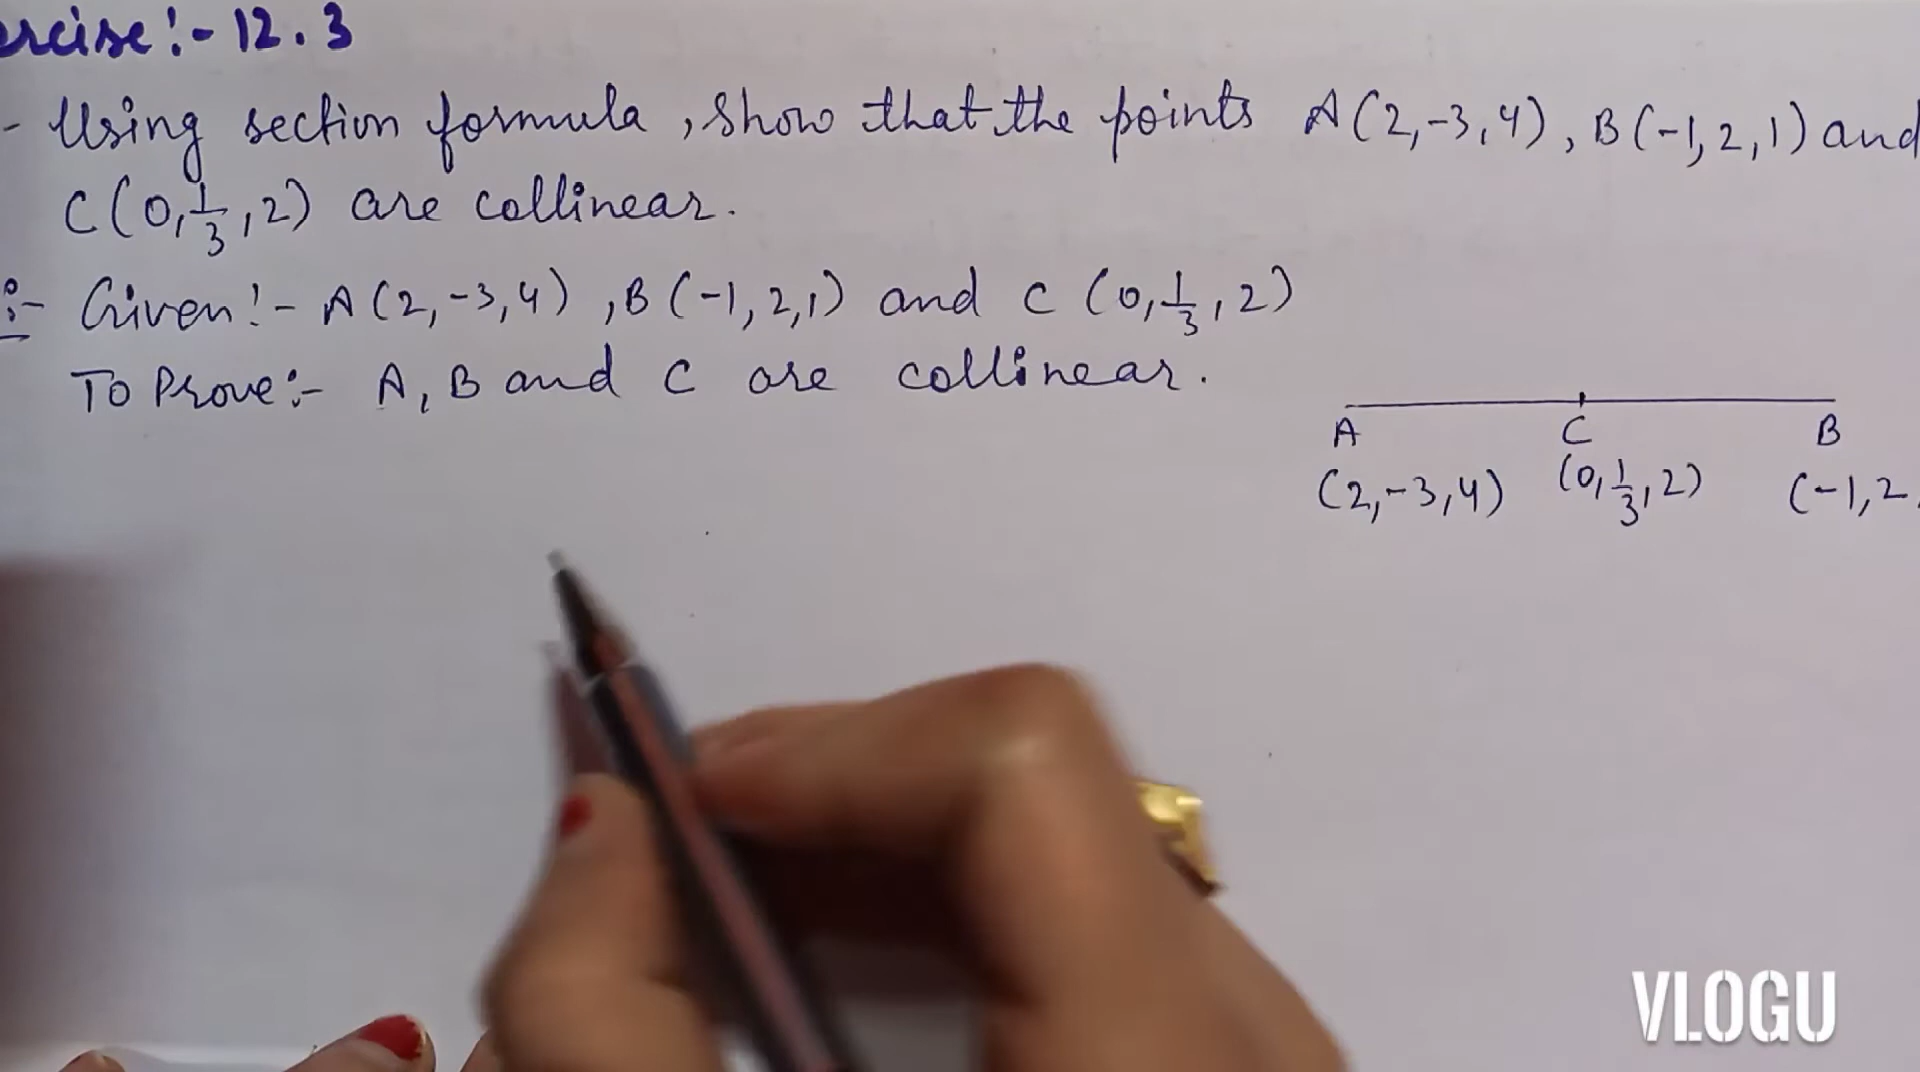 ercise:- 12.3
- Using section formula, show that the points A(2,-3,4), B(-1,2,1) and
C(0,1/3,2) are collinear.
:- Given:- A(2,-3,4), B(-1,2,1) and C(0,1/3,2)
To Prove:- A, B and C are collinear.
A C B
(2,-3,4) (0,1/3,2) (-1,2,
VLOGU